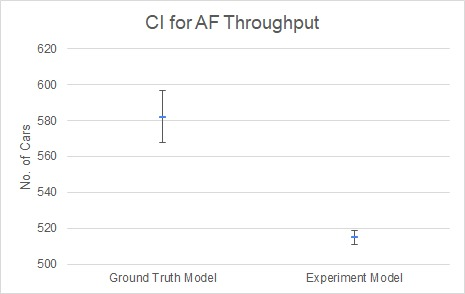 CI for AF Throughput
No. of Cars
620
600
580
560
540
520
500
Ground Truth Model
Experiment Model